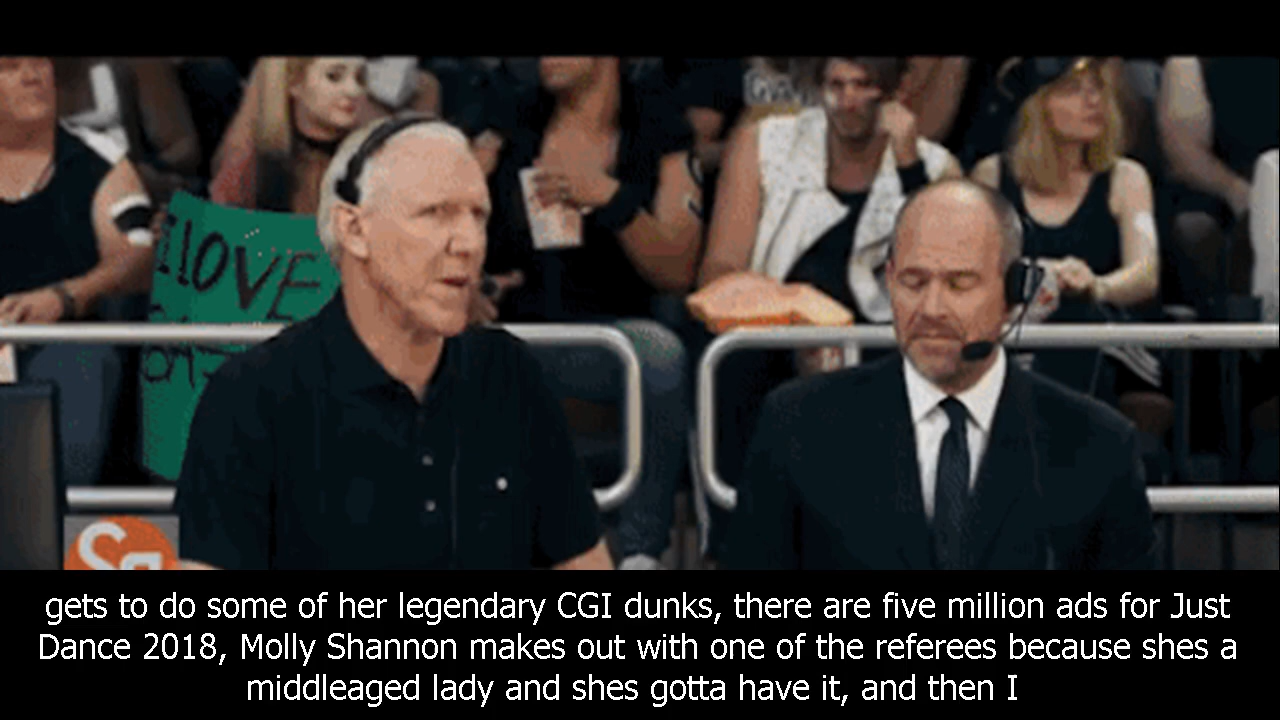 I LOVE
Sa
gets to do some of her legendary CGI dunks, there are five million ads for Just
Dance 2018, Molly Shannon makes out with one of the referees because shes a
middleaged lady and shes gotta have it, and then I